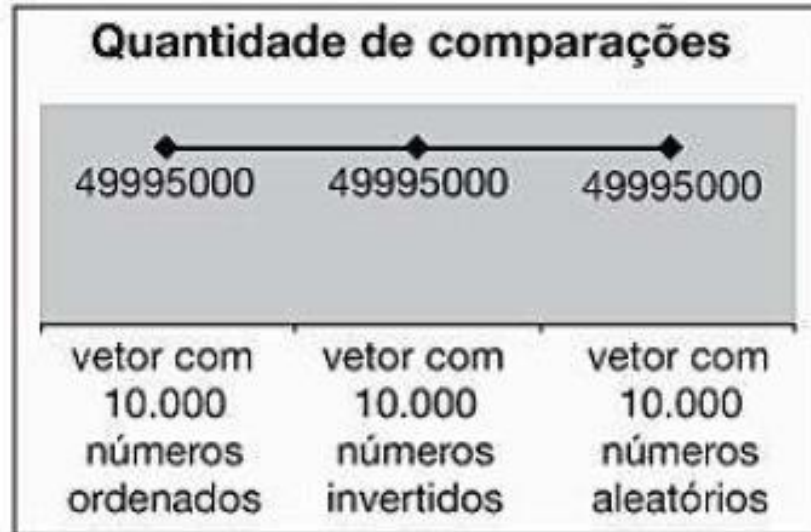 Quantidade de comparações
49995000 49995000 49995000
vetor com vetor com vetor com
10.000 10.000 10.000
números números números
ordenados invertidos aleatórios